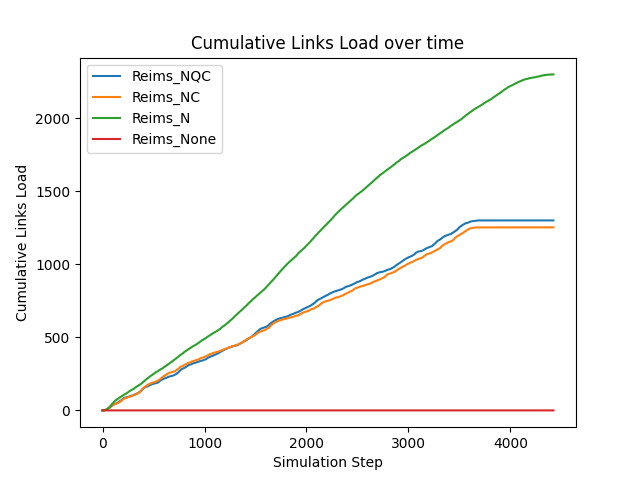 Cumulative Links Load over time
Reims_NQC
Reims_NC
Reims_N
Reims_None
Cumulative Links Load
2000
1500
1000
500
0
0 1000 2000 3000 4000
Simulation Step